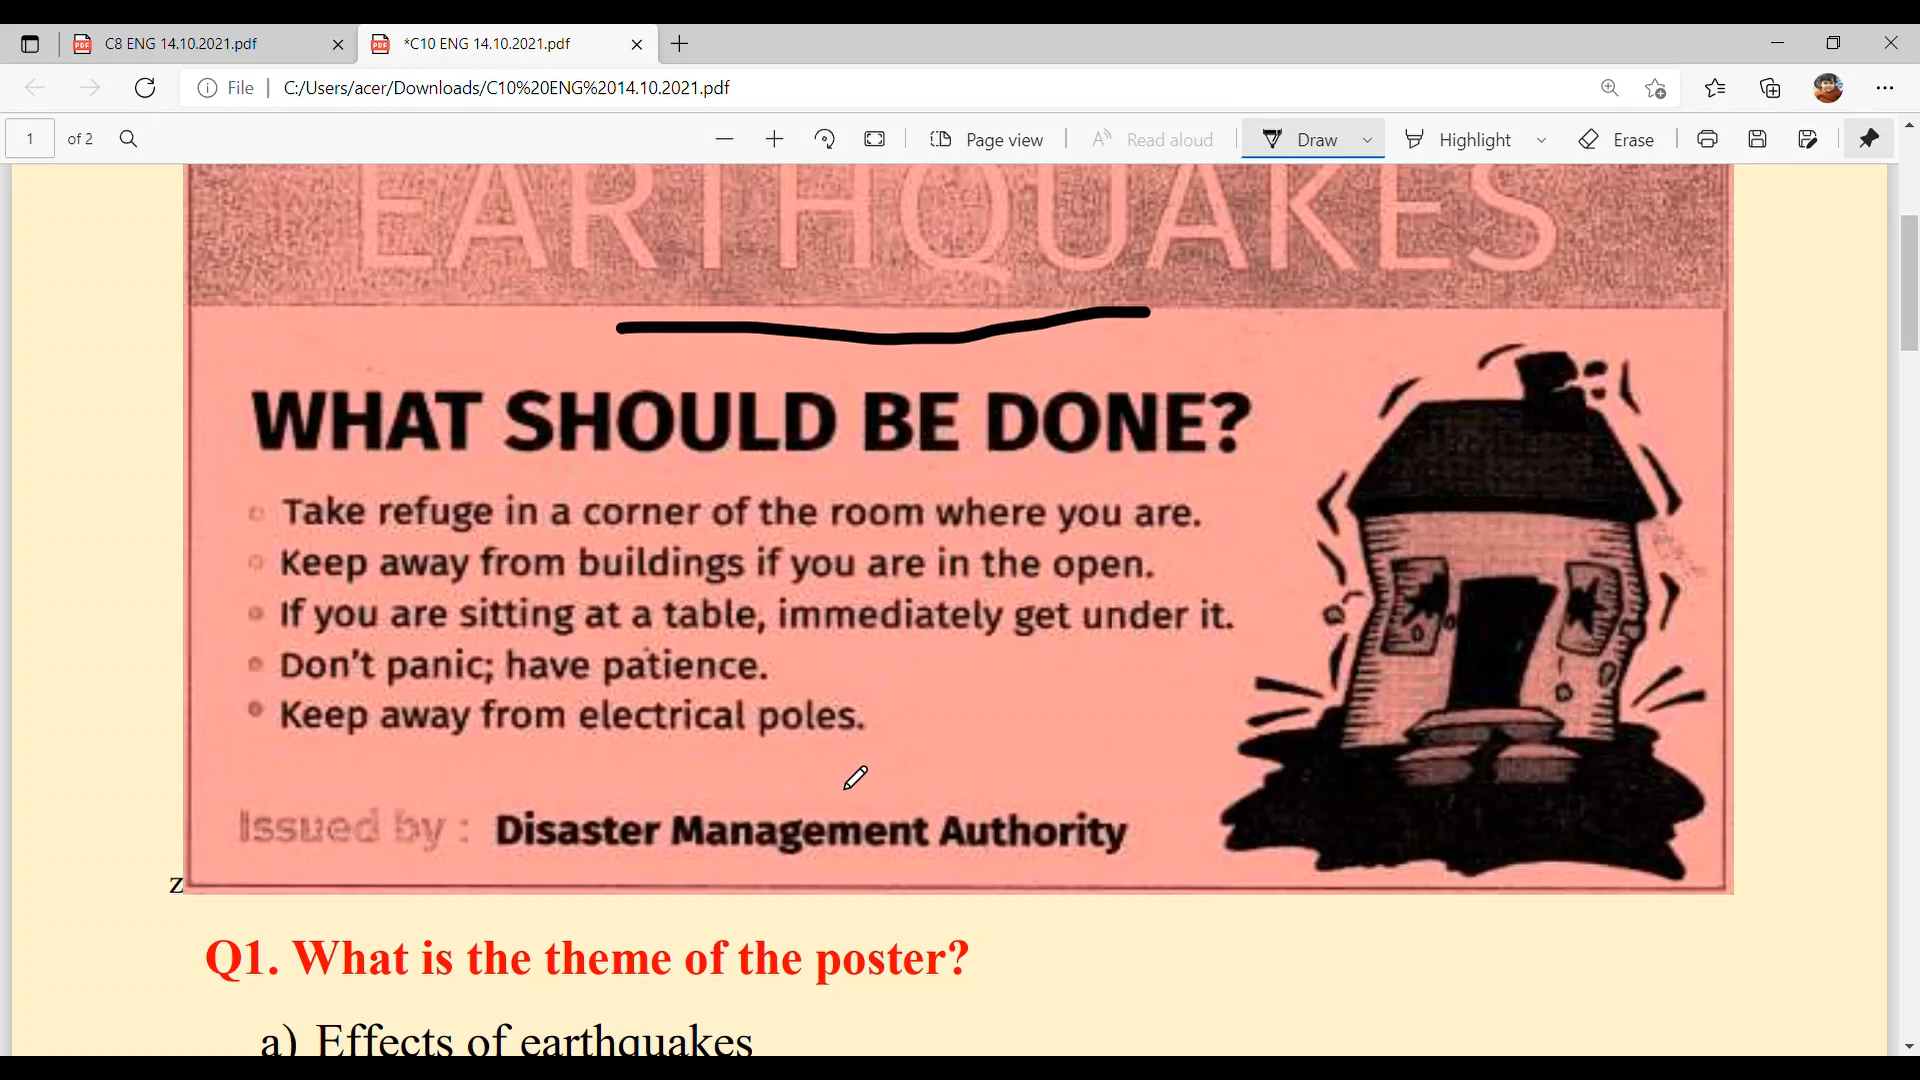 C8 ENG 14.10.2021.pdf
*C10 ENG 14.10.2021.pdf
File
C:/Users/acer/Downloads/C10%20ENG%2014.10.2021.pdf
1 of 2
Page view
Read aloud
Draw
Highlight
Erase
EARTHQUAKES
WHAT SHOULD BE DONE?
Take refuge in a corner of the room where you are.
Keep away from buildings if you are in the open.
If you are sitting at a table, immediately get under it.
Don't panic; have patience.
Keep away from electrical poles.
Issued by : Disaster Management Authority
z
Q1. What is the theme of the poster?
a) Effects of earthquakes